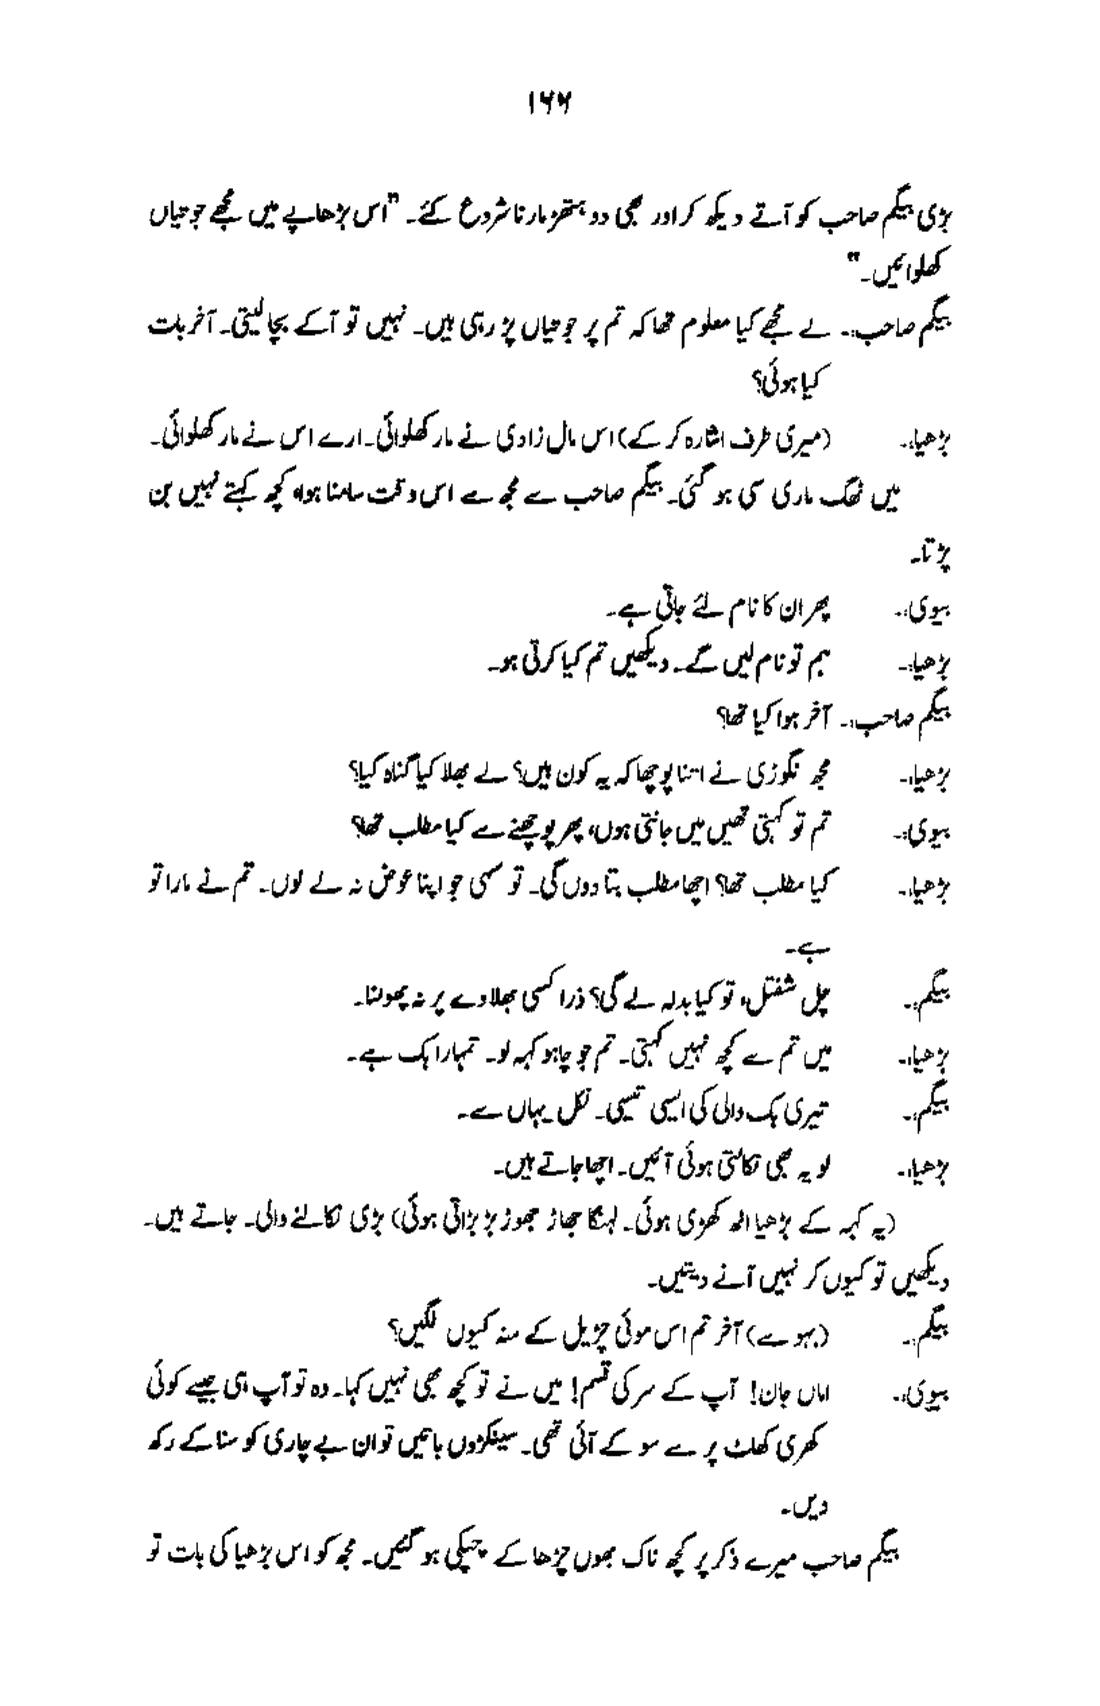 ۱۶۶
بڑی بیگم صاحب کو آتے دیکھ کر اور بھی دو ہتھڑ مارنا شروع کئے۔ "اس بڑھاپے میں مجھے جوتیاں
کھلوائیں۔"
بیگم صاحب:۔ لے مجھے کیا معلوم تھا کہ تم پر جوتیاں پڑ رہی ہیں۔ نہیں تو آکے بچا لیتی۔ آخر بات
کیا ہوئی؟
بڑھیا:۔ (میری طرف اشارہ کر کے) اس مال زادی نے مار کھلوائی۔ ارے اس نے مار کھلوائی۔
میں ٹھگ ماری سی ہو گئی۔ بیگم صاحب سے مجھ سے اس وقت سامنا ہوا، کچھ کہتے نہیں بن
پڑتا۔
بیوی:۔ پھر ان کا نام لئے جاتی ہے۔
بڑھیا:۔ ہم تو نام لیں گے۔ دیکھیں تم کیا کرتی ہو۔
بیگم صاحب:۔ آخر ہوا کیا تھا؟
بڑھیا:۔ مجھ نگوڑی نے اتنا پوچھا کہ یہ کون ہیں؟ لے بھلا کیا گناہ کیا؟
بیوی:۔ تم تو کہتی تھیں میں جانتی ہوں، پھر پوچھنے سے کیا مطلب تھا؟
بڑھیا:۔ کیا مطلب تھا؟ اچھا مطلب بتا دوں گی۔ تو سہی جو اپنا عوض نہ لے لوں۔ تم نے مارا تو
ہے۔
بیگم:۔ چل شفتل، تو کیا بدلہ لے گی؟ ذرا کسی بھلاوے پر نہ بھولنا۔
بڑھیا:۔ میں تم سے کچھ نہیں کہتی۔ تم جو چاہو کہہ لو۔ تمہارا ہک ہے۔
بیگم:۔ تیری ہک والی کی ایسی تیسی۔ نکل یہاں سے۔
بڑھیا:۔ لو یہ بھی نکالتی ہوئی آئیں۔ اچھا جاتے ہیں۔
(یہ کہہ کے بڑھیا اٹھ کھڑی ہوئی۔ لہنگا جھاڑ جھوڑ بڑبڑاتی ہوئی) بڑی نکالنے والی۔ جاتے ہیں۔
دیکھیں تو کیوں کر نہیں آنے دیتیں۔
بیگم:۔ (بہو سے) آخر تم اس موئی چڑیل کے منہ کیوں لگیں؟
بیوی:۔ اماں جان! آپ کے سر کی قسم! میں نے تو کچھ بھی نہیں کہا۔ وہ تو آپ ہی جیسے کوئی
کھری کھاٹ پر سے سو کے آئی تھی۔ سینکڑوں باتیں تو ان بے چاری کو سنا کے رکھ
دیں۔
بیگم صاحب میرے ذکر پر کچھ ناک بھوں چڑھا کے چپکی ہو گئیں۔ مجھ کو اس بڑھیا کی بات تو